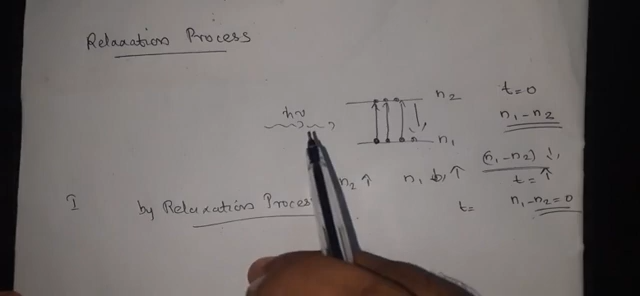 Relaxation Process
hν
n2
t=0
n1-n2
n1
(n1-n2) ↓,
n2 ↑
n1 ↑
t=↑
I by Relaxation Process
t=
n1-n2=0